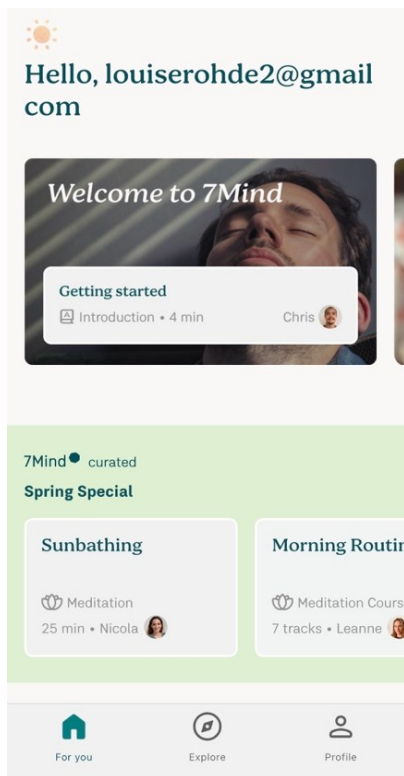 Hello, louiserohde2@gmail
com
Welcome to 7Mind
Getting started
Introduction • 4 min Chris
7Mind curated
Spring Special
Sunbathing
Meditation
25 min • Nicola
Morning Routin
Meditation Cours
7 tracks • Leanne
For you Explore Profile